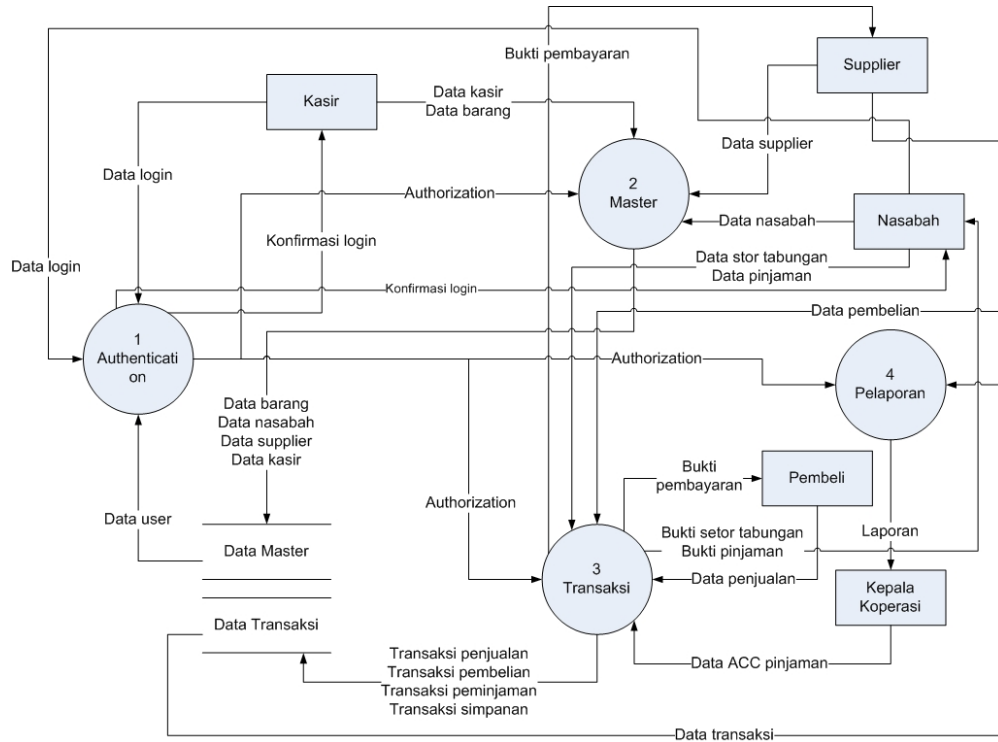 Bukti pembayaran
Supplier
Kasir
Data kasir
Data barang
Data supplier
Data login
2
Master
Authorization
Data nasabah
Nasabah
Konfirmasi login
Data login
Data stor tabungan
Data pinjaman
Konfirmasi login
Data pembelian
1
Authenticati
on
Authorization
4
Pelaporan
Data barang
Data nasabah
Data supplier
Data kasir
Bukti
pembayaran
Pembeli
Authorization
Data user
Bukti setor tabungan
Bukti pinjaman
Laporan
Data Master
3
Transaksi
Data penjualan
Kepala
Koperasi
Data Transaksi
Transaksi penjualan
Transaksi pembelian
Transaksi peminjaman
Transaksi simpanan
Data ACC pinjaman
Data transaksi